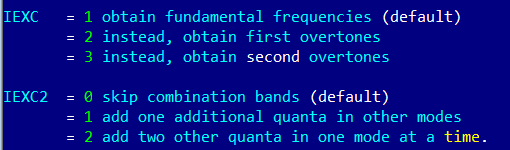 IEXC = 1 obtain fundamental frequencies (default)
= 2 instead, obtain first overtones
= 3 instead, obtain second overtones
IEXC2 = 0 skip combination bands (default)
= 1 add one additional quanta in other modes
= 2 add two other quanta in one mode at a time.